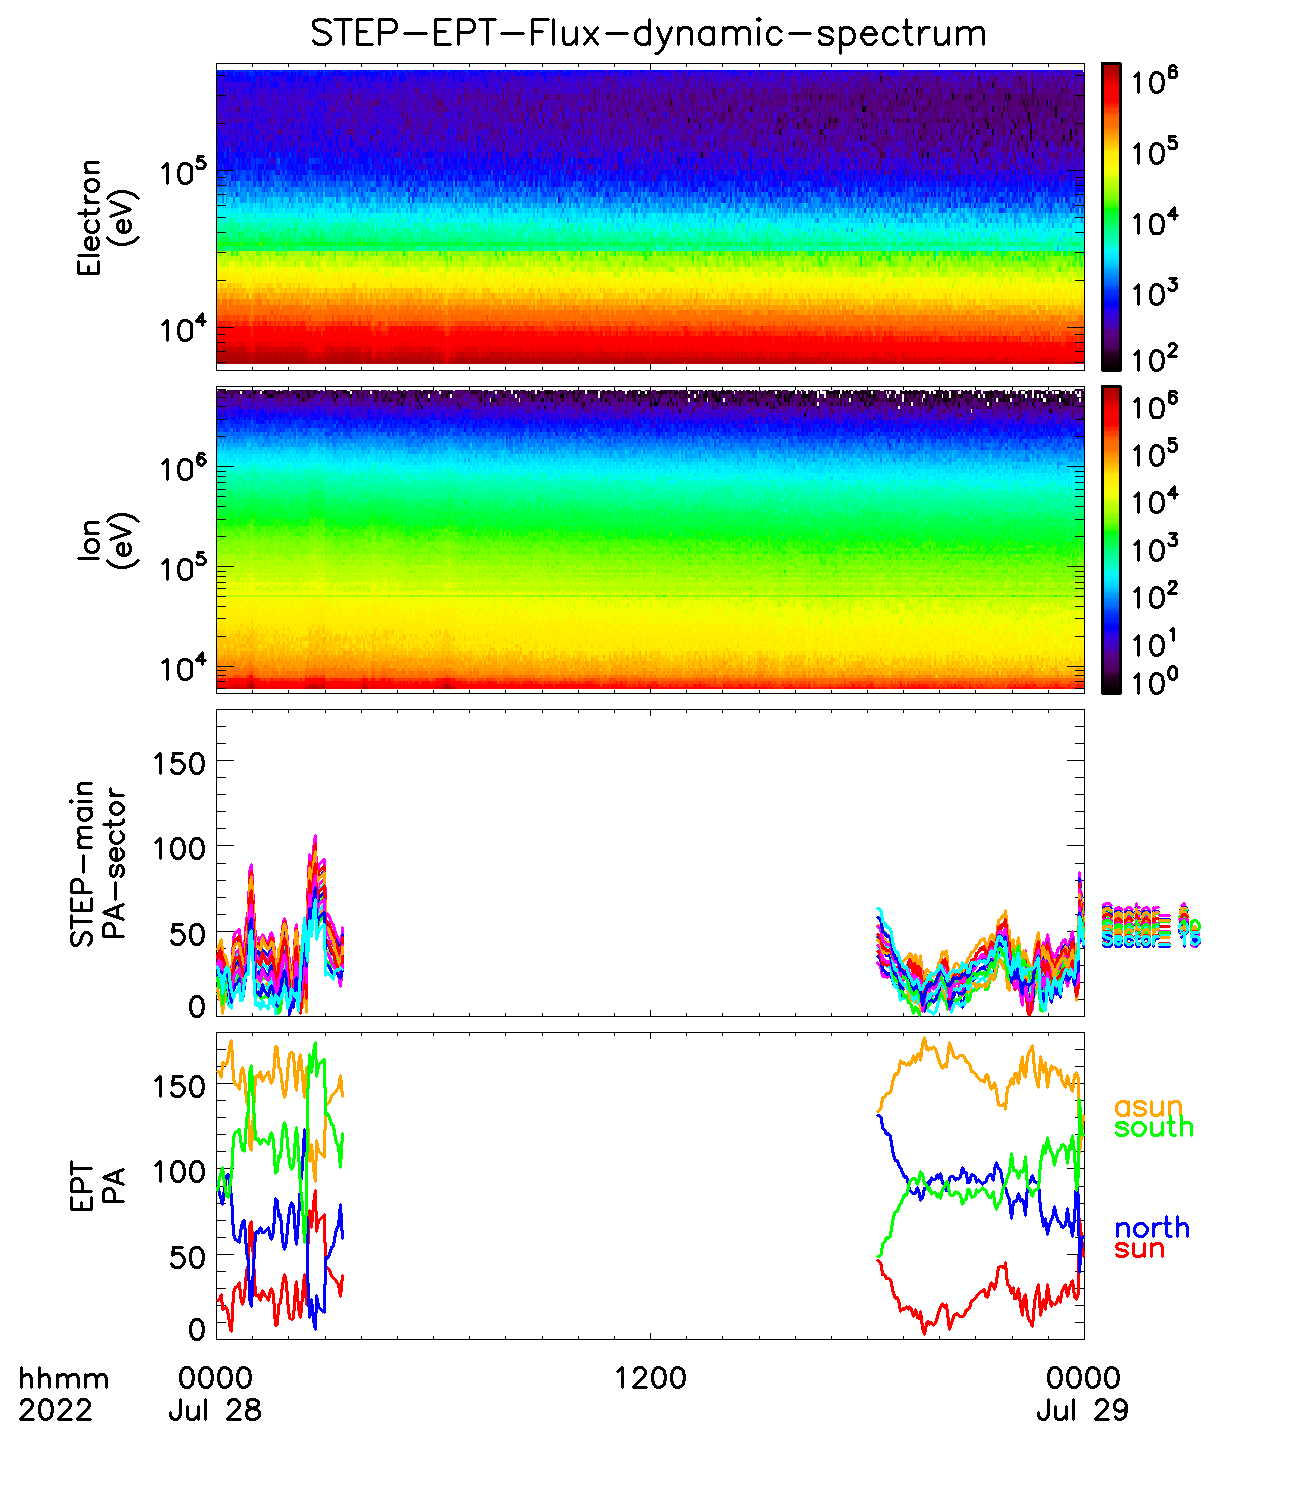 STEP-EPT-Flux-dynamic-spectrum
Electron
(eV)
10^5
10^4
10^6
10^5
10^4
10^3
10^2
Ion
(eV)
10^6
10^5
10^4
10^6
10^5
10^4
10^3
10^2
10^1
10^0
STEP-main
PA-sector
150
100
50
0
Sector= 15
EPT
PA
150
100
50
0
asun
south
north
sun
hhmm 0000 1200 0000
2022 Jul 28 Jul 29